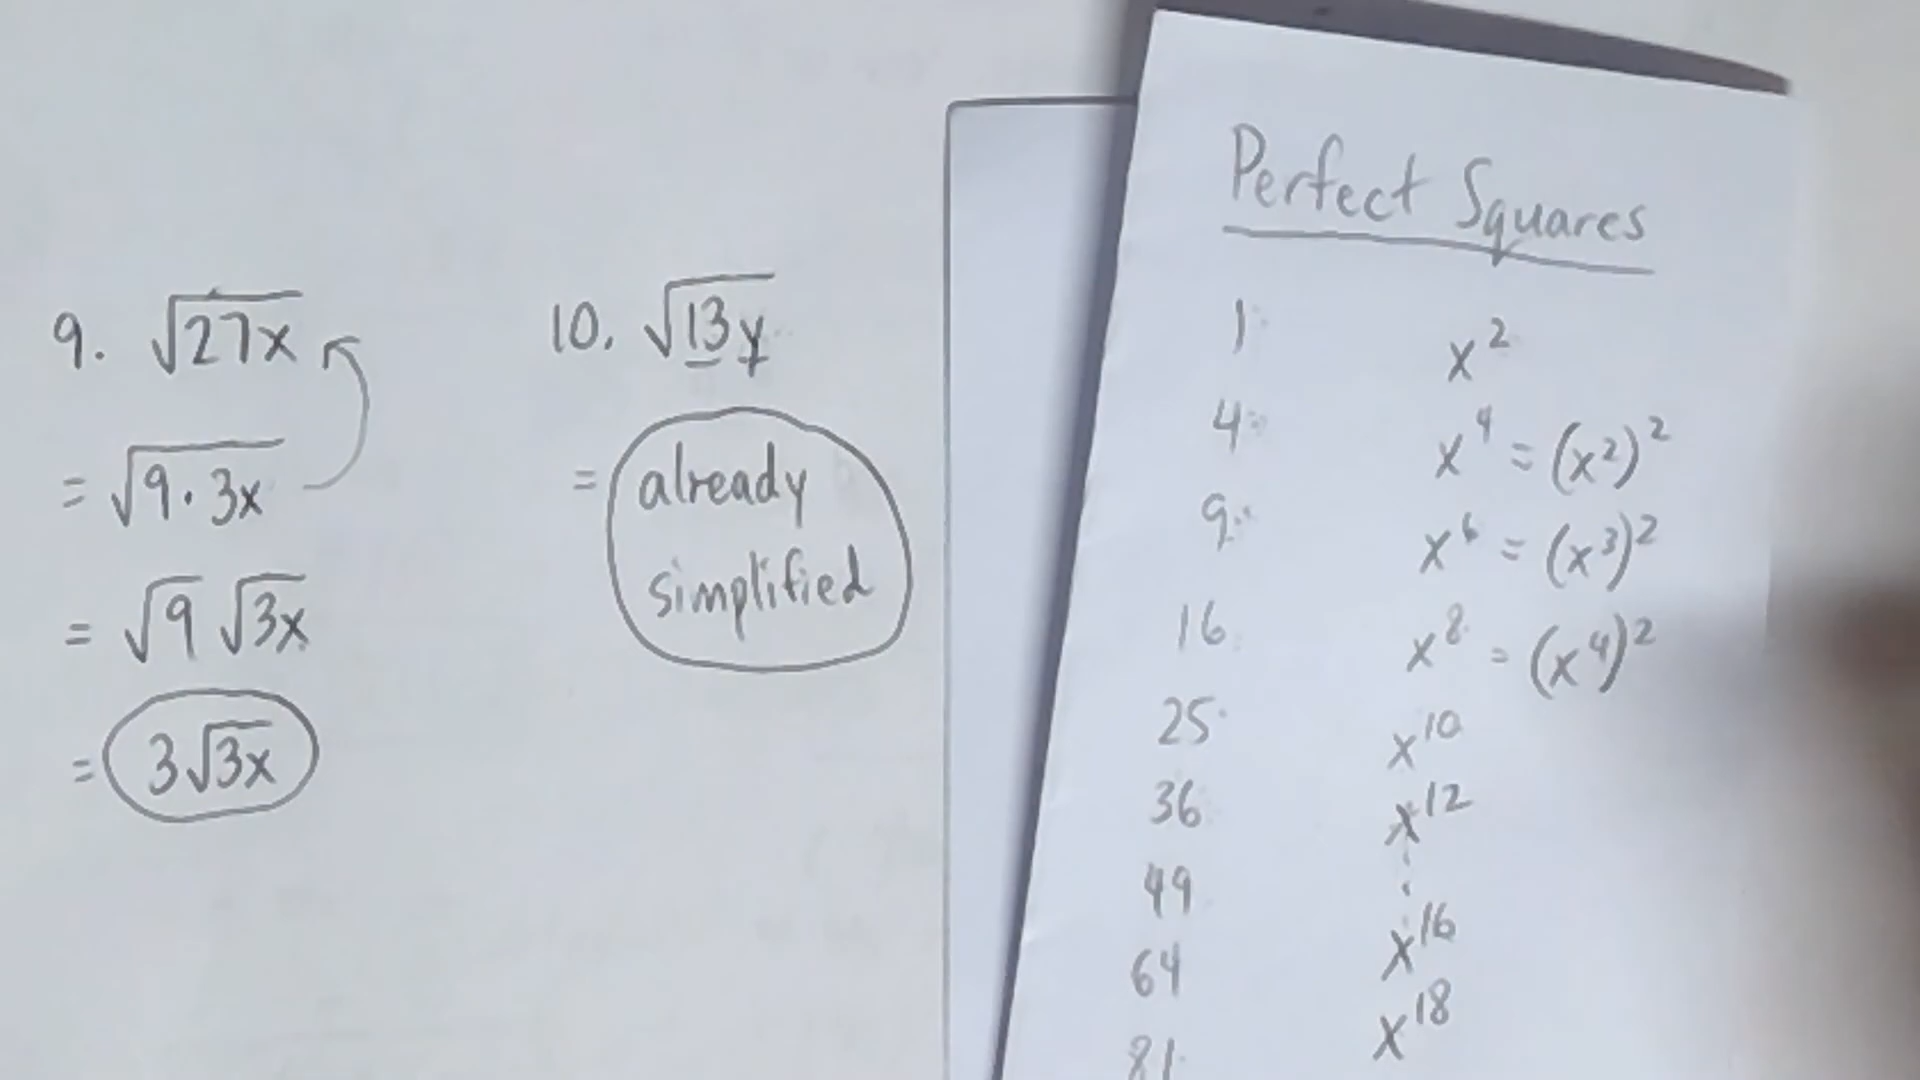 9. √27x
= √9 · 3x
= √9 √3x
= 3√3x
10. √13y
= already
simplified
Perfect Squares
1 x²
4 x⁴ = (x²)²
9 x⁶ = (x³)²
16 x⁸ = (x⁴)²
25 x¹⁰
36 x¹²
49
64 x¹⁶
81 x¹⁸